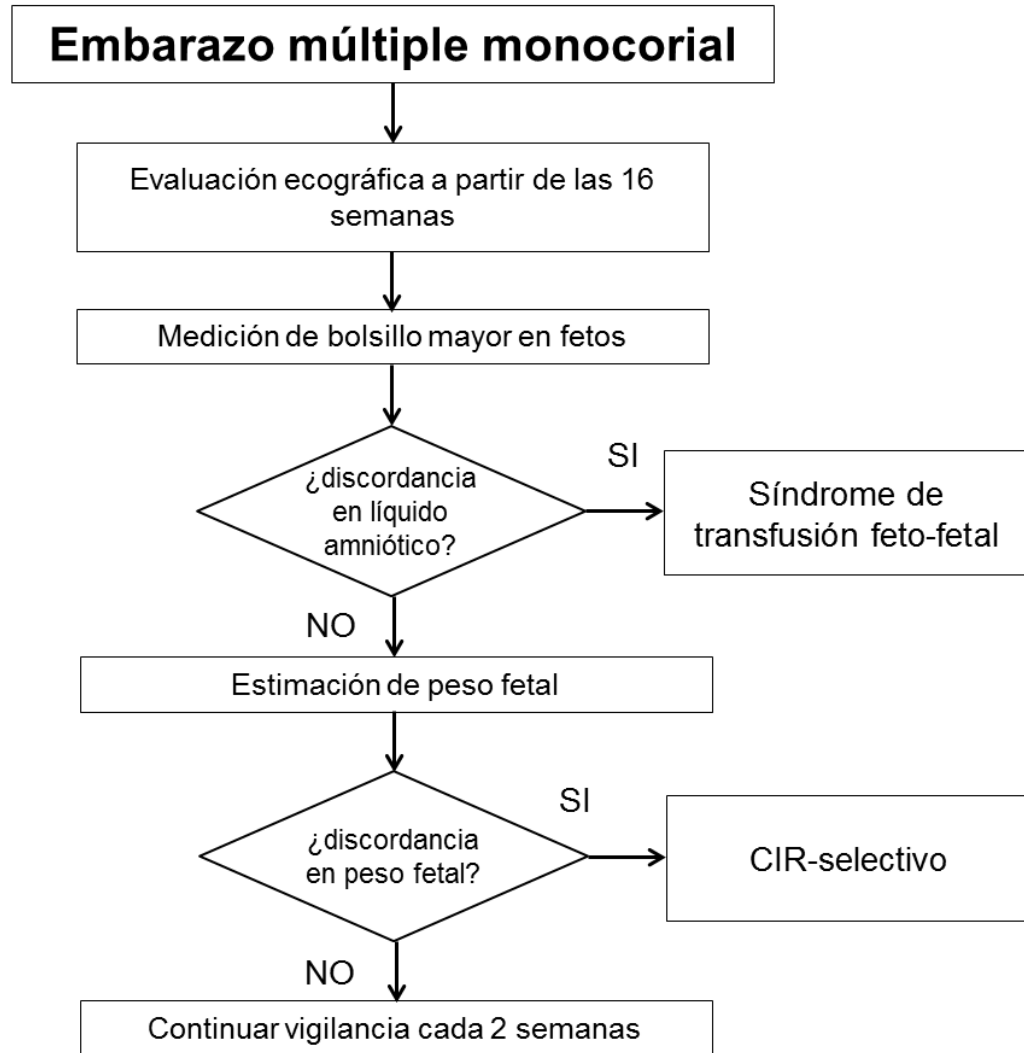 Embarazo múltiple monocorial
Evaluación ecográfica a partir de las 16
semanas
Medición de bolsillo mayor en fetos
¿discordancia
en líquido
amniótico?
SI
Síndrome de
transfusión feto-fetal
NO
Estimación de peso fetal
¿discordancia
en peso fetal?
SI
CIR-selectivo
NO
Continuar vigilancia cada 2 semanas